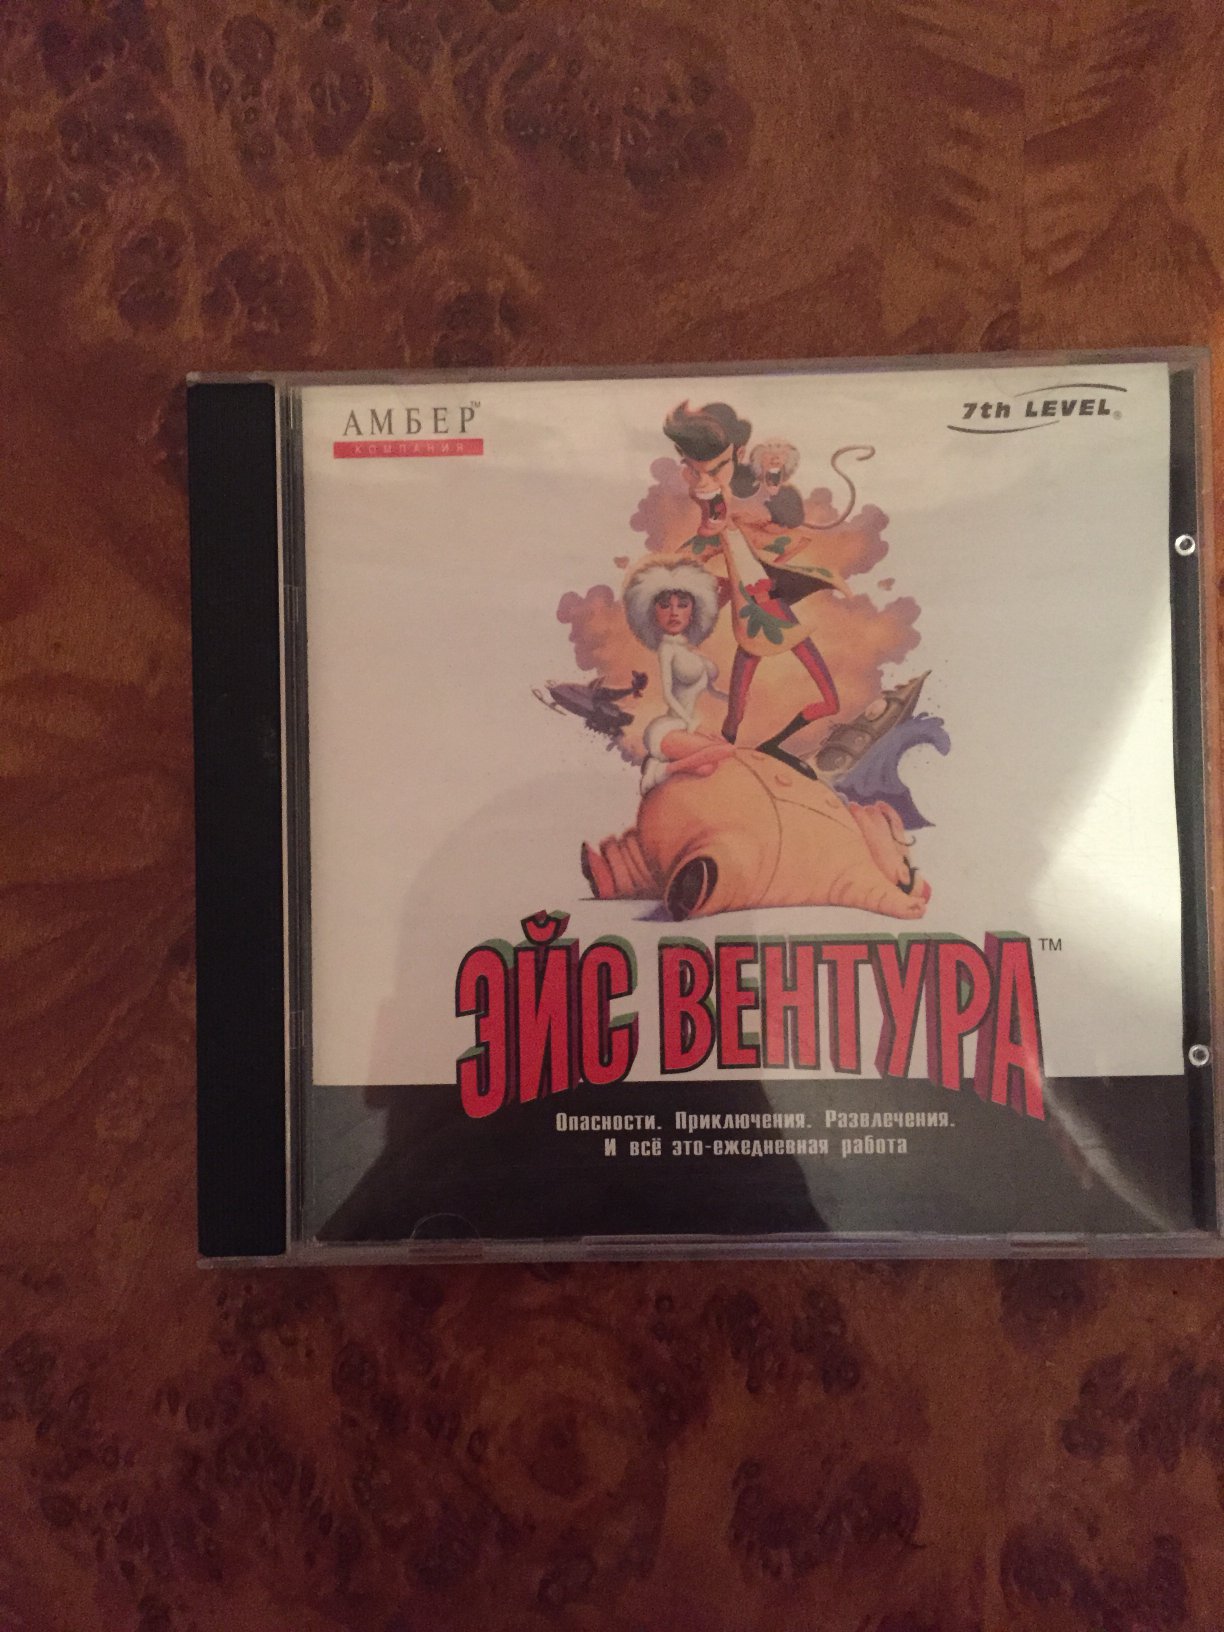 АМБЕР™
КОМПАНИЯ
7th LEVEL®
ЭЙС ВЕНТУРА™
Опасности. Приключения. Развлечения.
И всё это-ежедневная работа